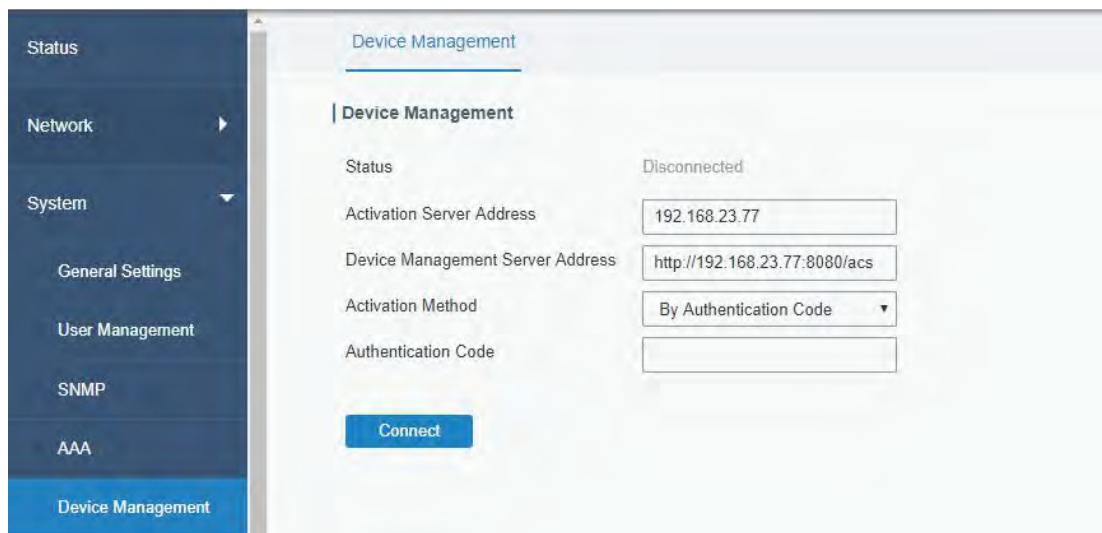 Status
Network
System
General Settings
User Management
SNMP
AAA
Device Management
Device Management
Device Management
Status Disconnected
Activation Server Address 192.168.23.77
Device Management Server Address http://192.168.23.77:8080/acs
Activation Method By Authentication Code
Authentication Code
Connect